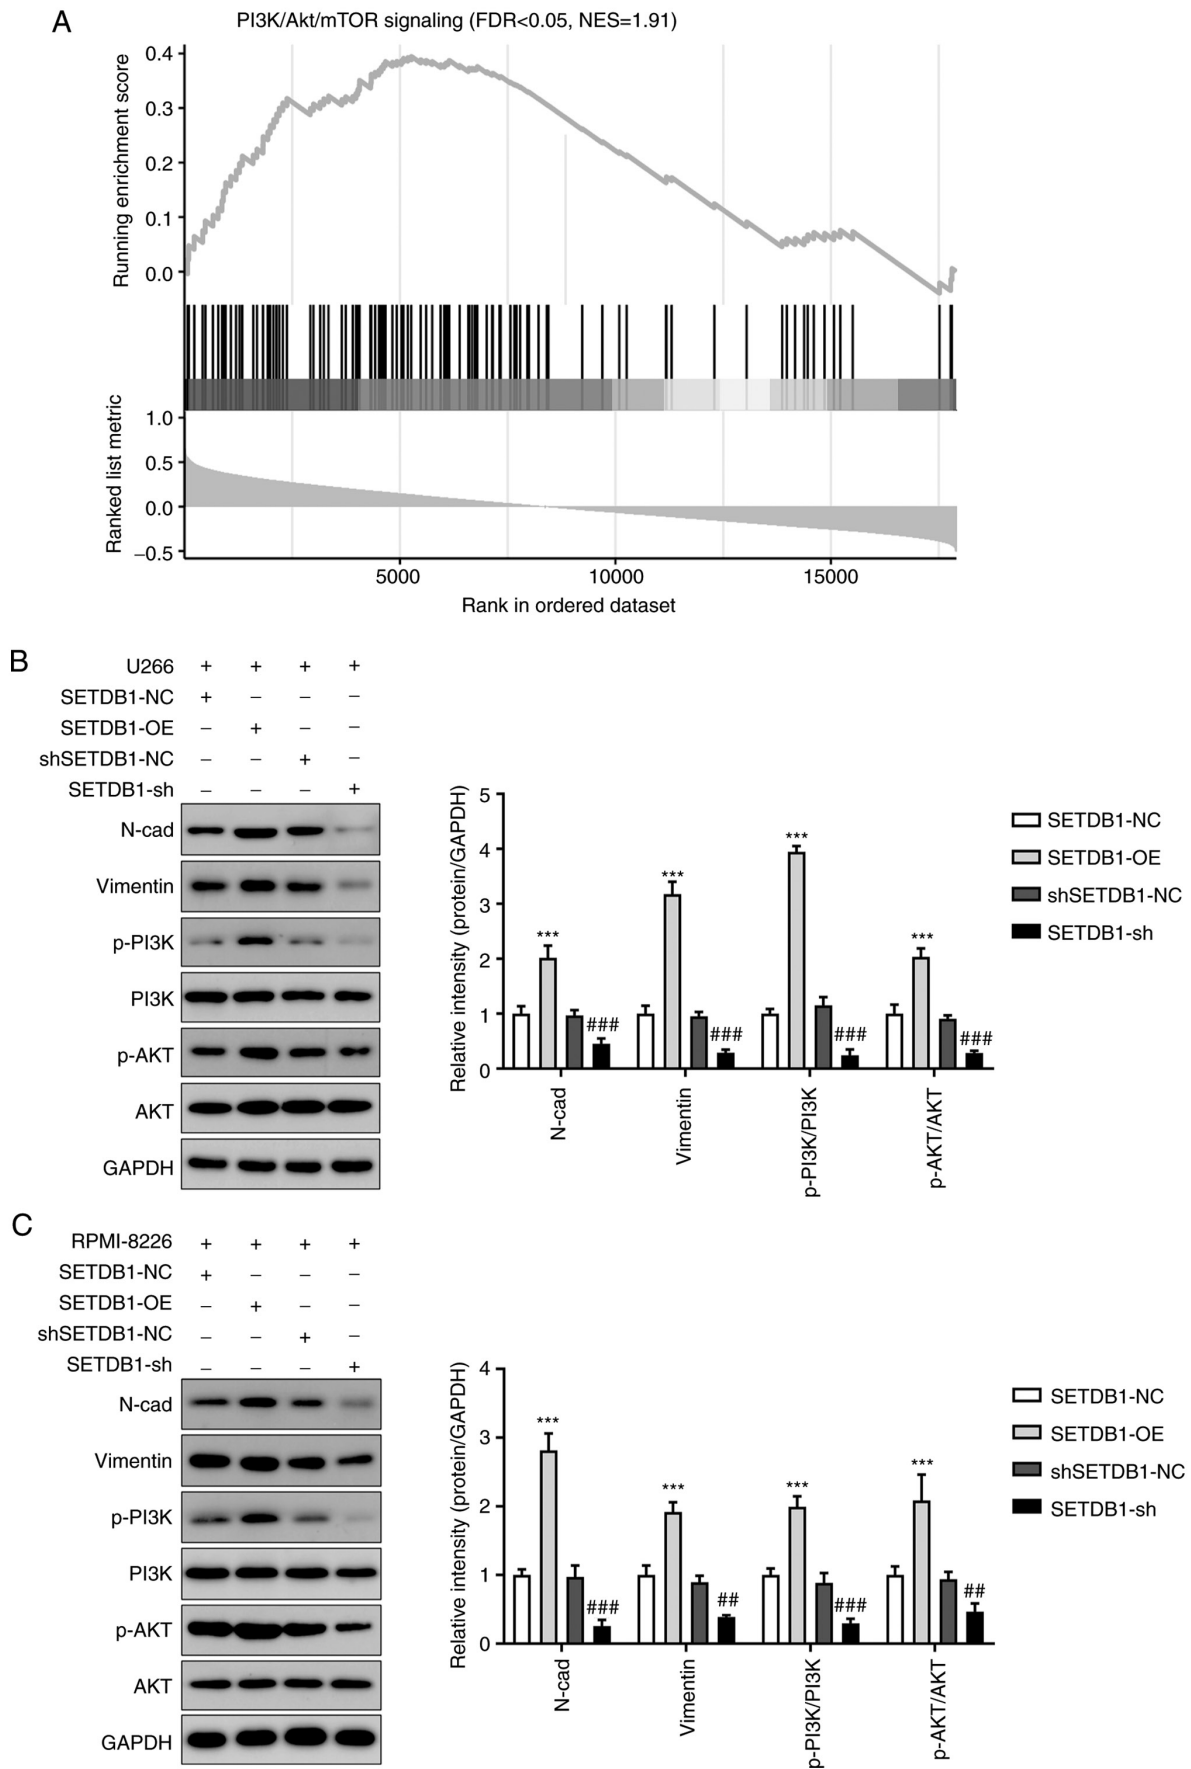 A
PI3K/Akt/mTOR signaling (FDR<0.05, NES=1.91)
Running enrichment score
0.4
0.3
0.2
0.1
0.0
Ranked list metric
1.0
0.5
0.0
−0.5
5000 10000 15000
Rank in ordered dataset
B
U266 + + + +
SETDB1-NC + − − −
SETDB1-OE − + − −
shSETDB1-NC − − + −
SETDB1-sh − − − +
N-cad
Vimentin
p-PI3K
PI3K
p-AKT
AKT
GAPDH
Relative intensity (protein/GAPDH)
5
4
3
2
1
0
*** *** *** ***
### ### ### ###
N-cad
Vimentin
p-PI3K/PI3K
p-AKT/AKT
SETDB1-NC
SETDB1-OE
shSETDB1-NC
SETDB1-sh
C
RPMI-8226 + + + +
SETDB1-NC + − − −
SETDB1-OE − + − −
shSETDB1-NC − − + −
SETDB1-sh − − − +
N-cad
Vimentin
p-PI3K
PI3K
p-AKT
AKT
GAPDH
Relative intensity (protein/GAPDH)
4
3
2
1
0
*** *** *** ***
### ## ### ##
N-cad
Vimentin
p-PI3K/PI3K
p-AKT/AKT
SETDB1-NC
SETDB1-OE
shSETDB1-NC
SETDB1-sh